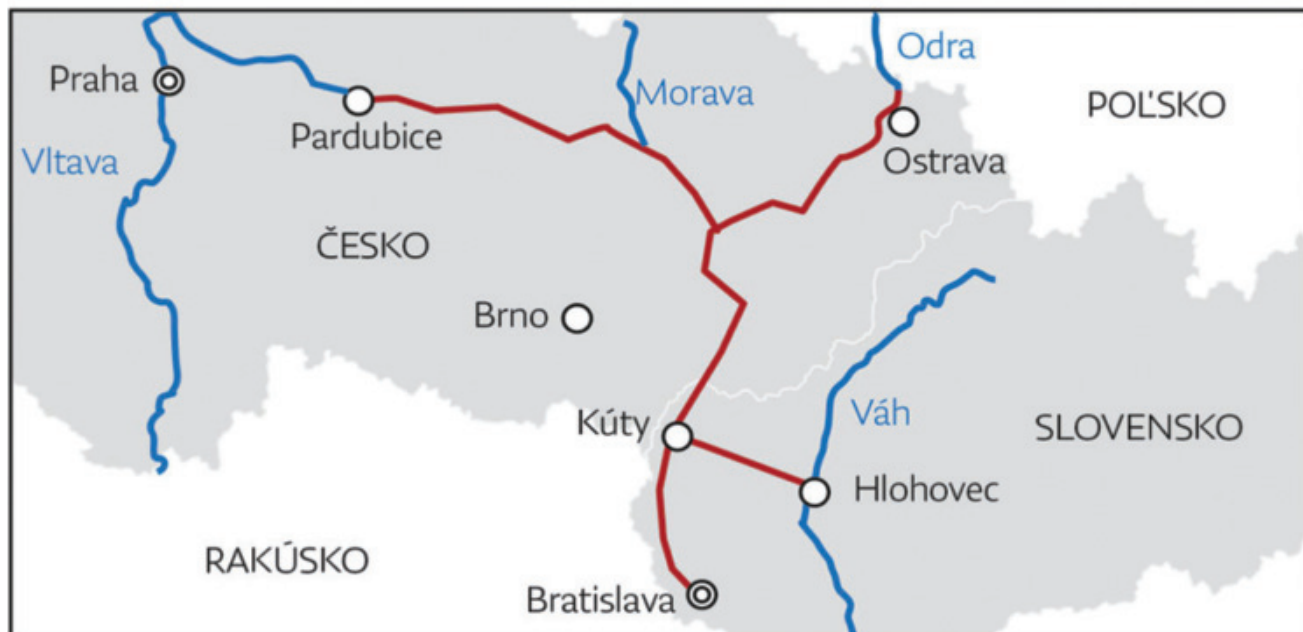 Praha
Odra
Morava
POĽSKO
Pardubice
Vltava
Ostrava
ČESKO
Brno
Kúty
Váh
SLOVENSKO
Hlohovec
RAKÚSKO
Bratislava